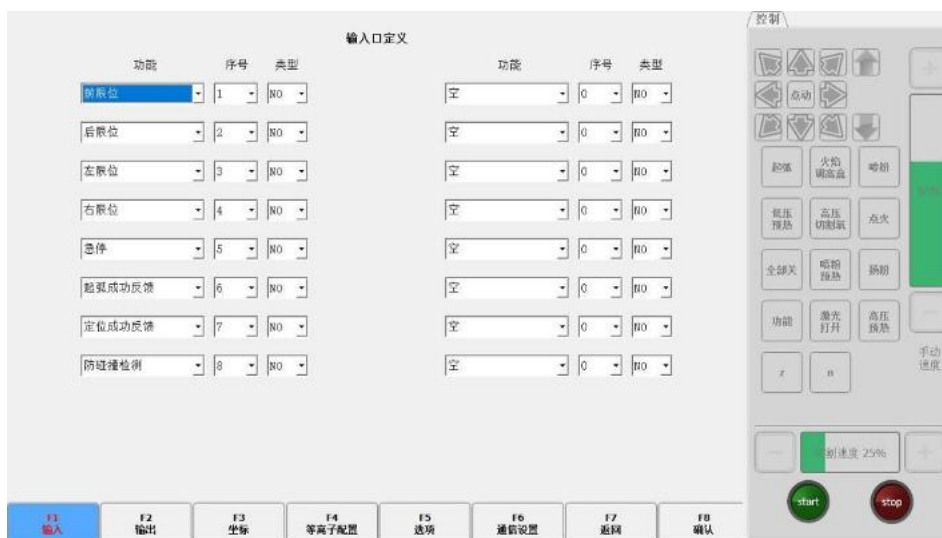 控制
输入口定义
功能 序号 类型 功能 序号 类型
前限位 1 NO 空 0 NO
后限位 2 NO 空 0 NO
左限位 3 NO 空 0 NO
右限位 4 NO 空 0 NO
急停 5 NO 空 0 NO
起弧成功反馈 6 NO 空 0 NO
定位成功反馈 7 NO 空 0 NO
防碰撞检测 8 NO 空 0 NO
点动
起弧 火焰调高盒 喷粉
低压预热 高压切割氧 点火
全部关 喷粉预热
功能 激光打开 高压预热
手动速度
z n
割速度 25%
start stop
F1 F2 F3 F4 F5 F6 F7 F8
输入 输出 坐标 等离子配置 选项 通信设置 返回 确认